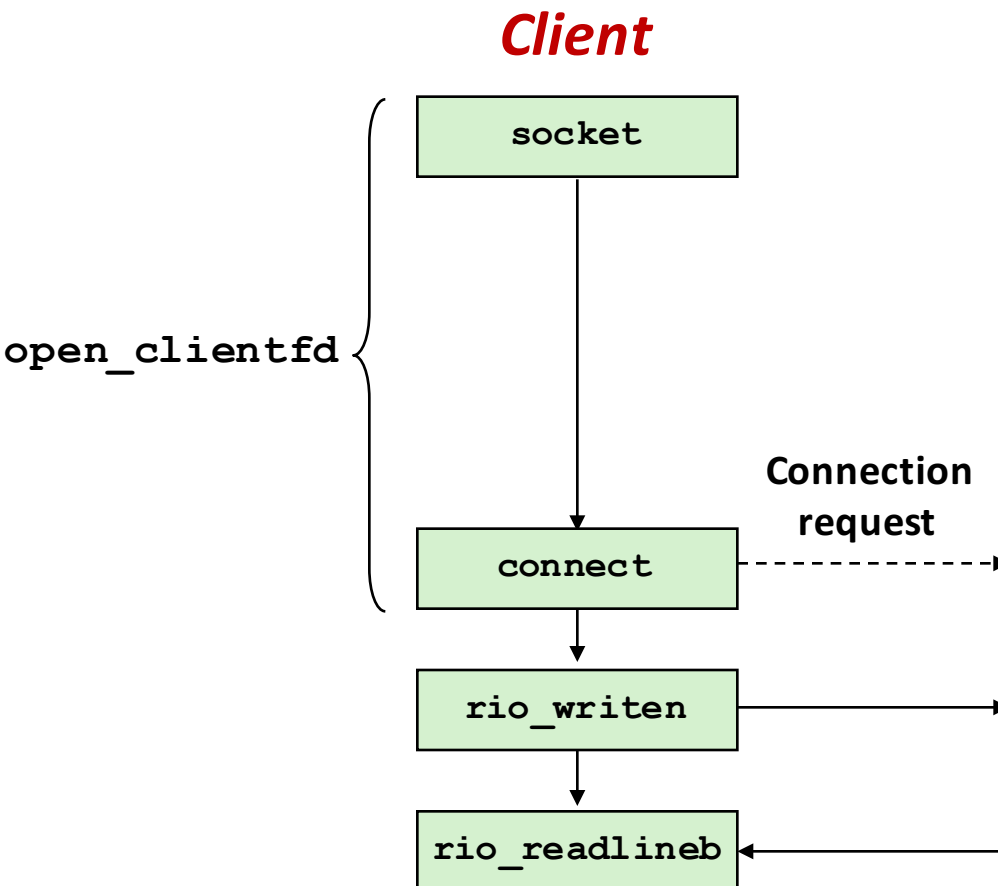 Client
socket
open_clientfd
Connection
request
connect
rio_writen
rio_readlineb